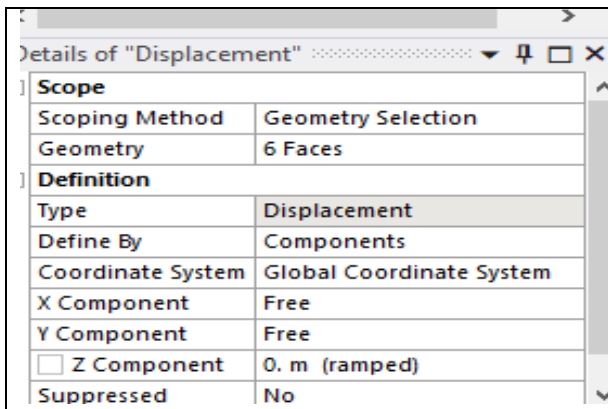 Details of "Displacement"
Scope
Scoping Method Geometry Selection
Geometry 6 Faces
Definition
Type Displacement
Define By Components
Coordinate System Global Coordinate System
X Component Free
Y Component Free
Z Component 0. m (ramped)
Suppressed No